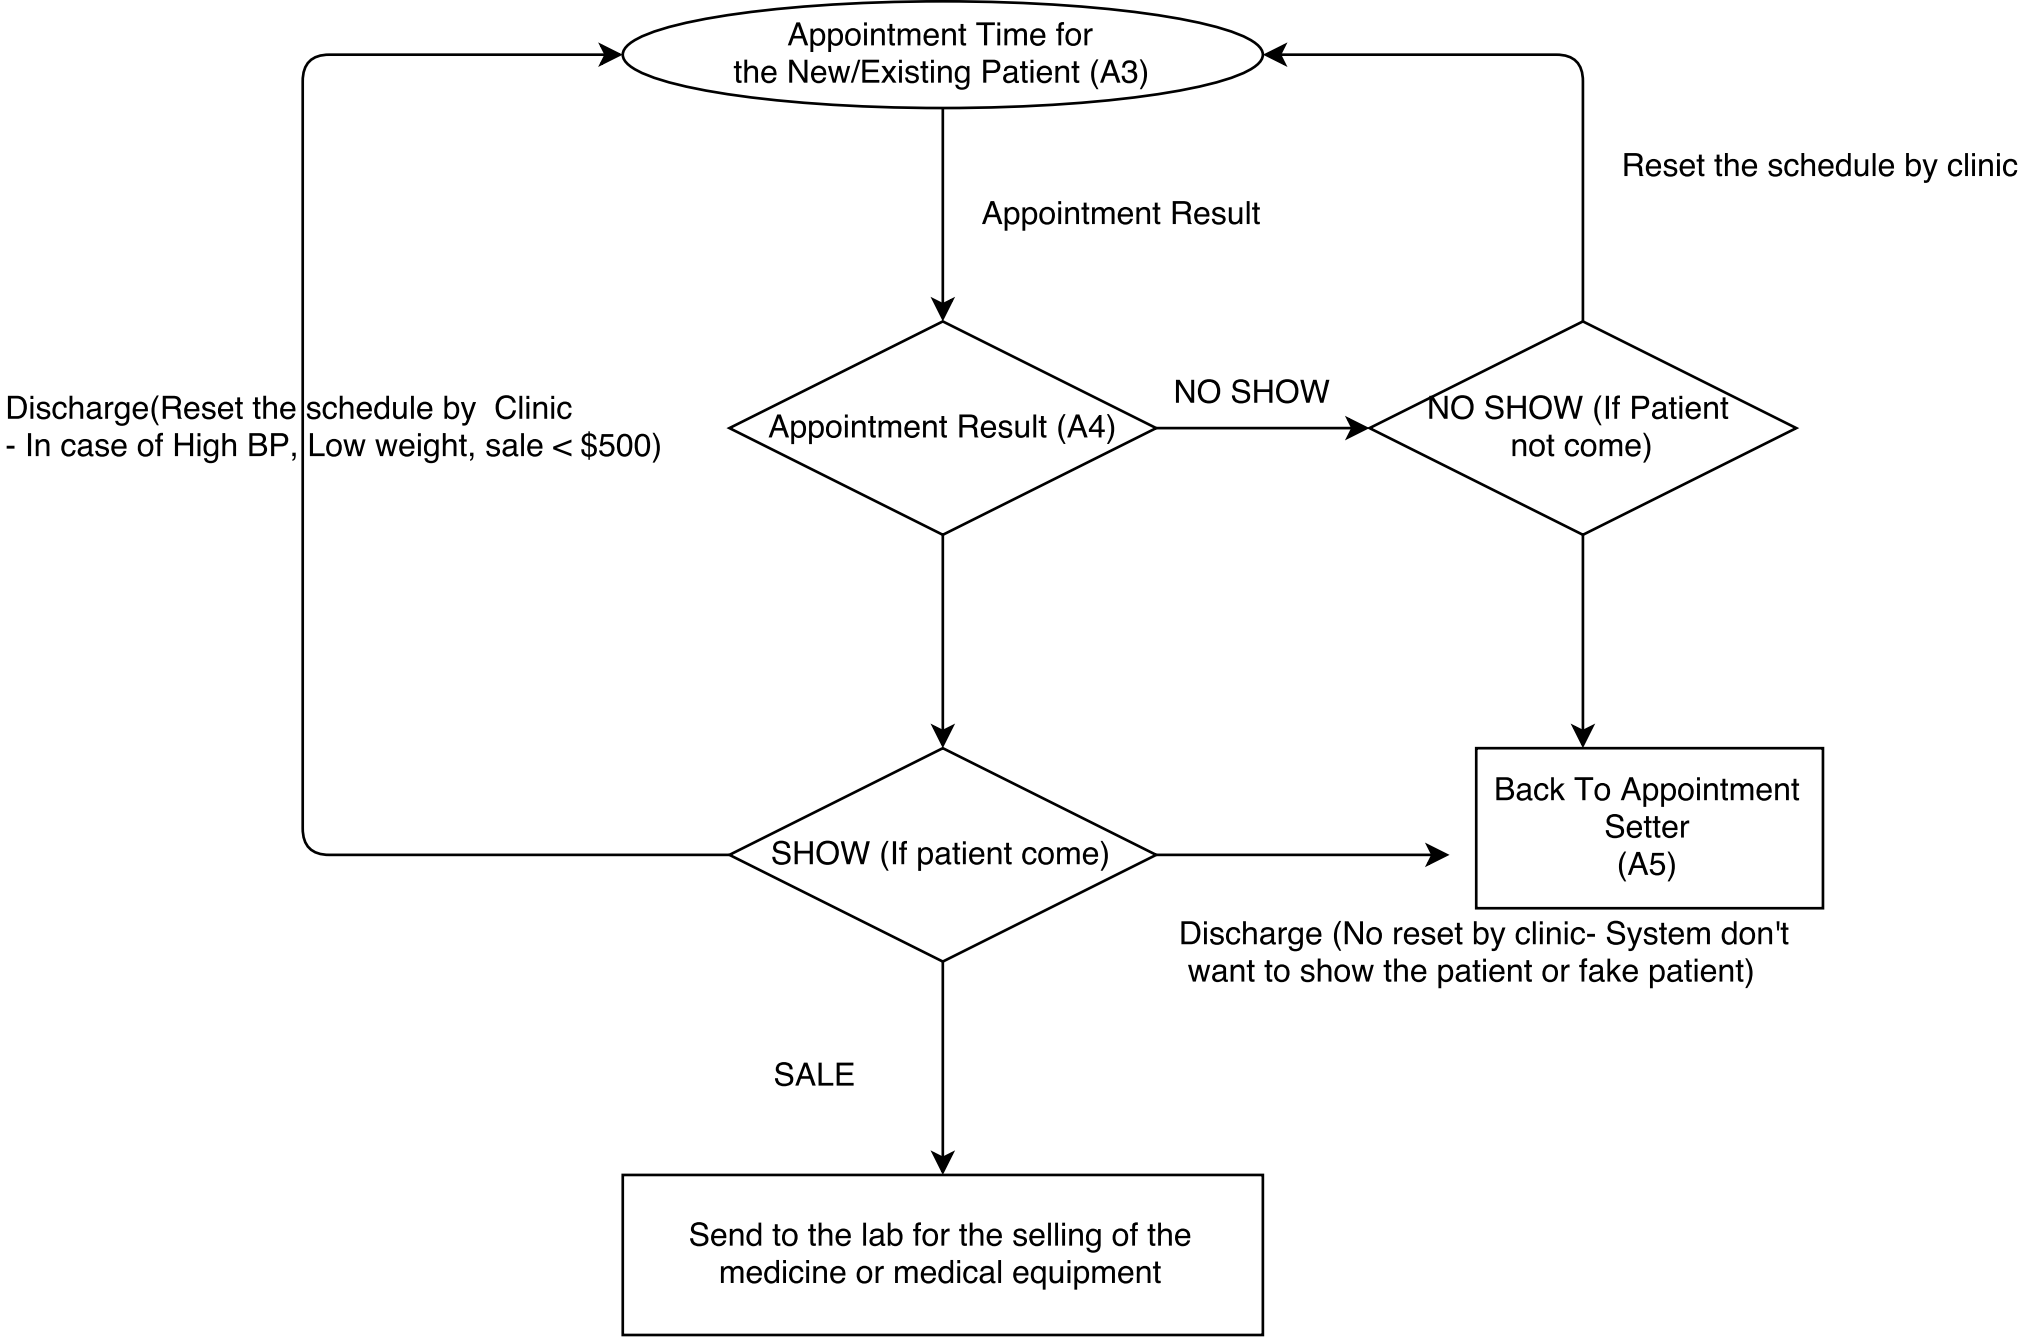 Appointment Time for
the New/Existing Patient (A3)
Reset the schedule by clinic
Appointment Result
NO SHOW
Discharge(Reset the schedule by  Clinic
- In case of High BP, Low weight, sale < $500)
Appointment Result (A4)
NO SHOW (If Patient
not come)
Back To Appointment
Setter
(A5)
SHOW (If patient come)
Discharge (No reset by clinic- System don't
want to show the patient or fake patient)
SALE
Send to the lab for the selling of the
medicine or medical equipment